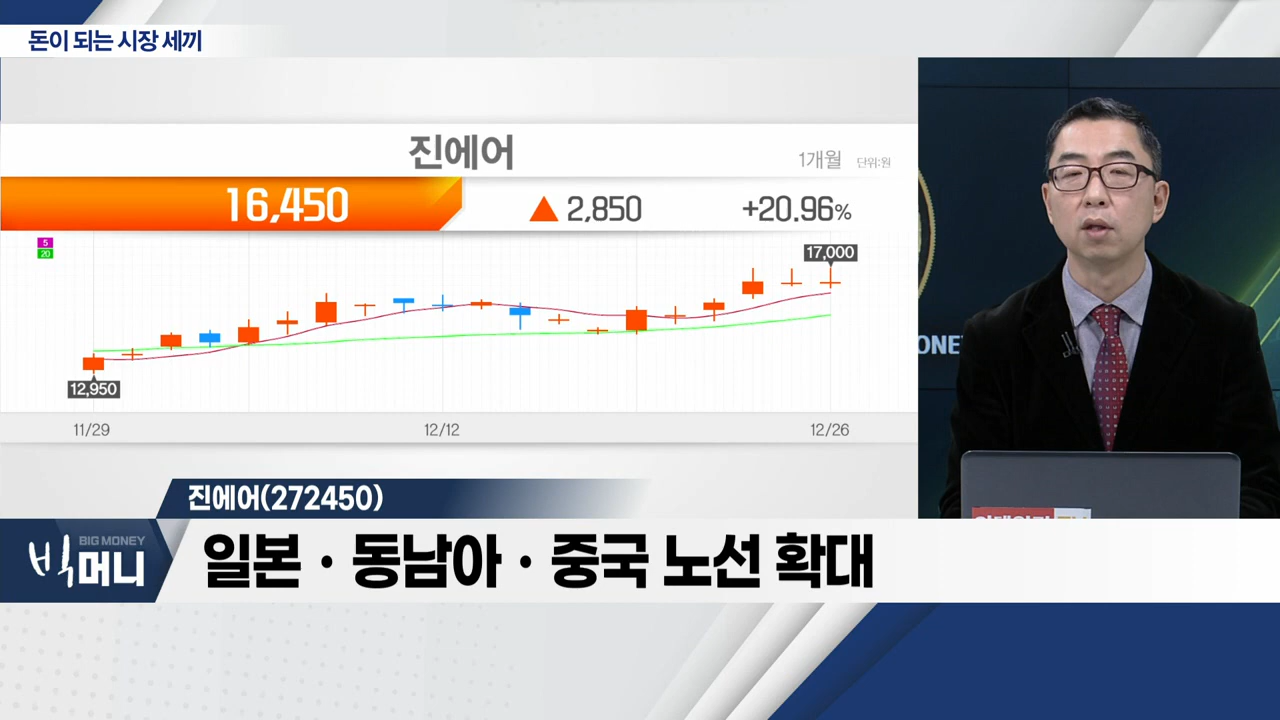 돈이 되는 시장 세끼
진에어
1개월 단위:원
16,450 ▲ 2,850 +20.96%
5
20
17,000
12,950
11/29 12/12 12/26
진에어(272450)
BIG MONEY
빅머니
일본·동남아·중국 노선 확대